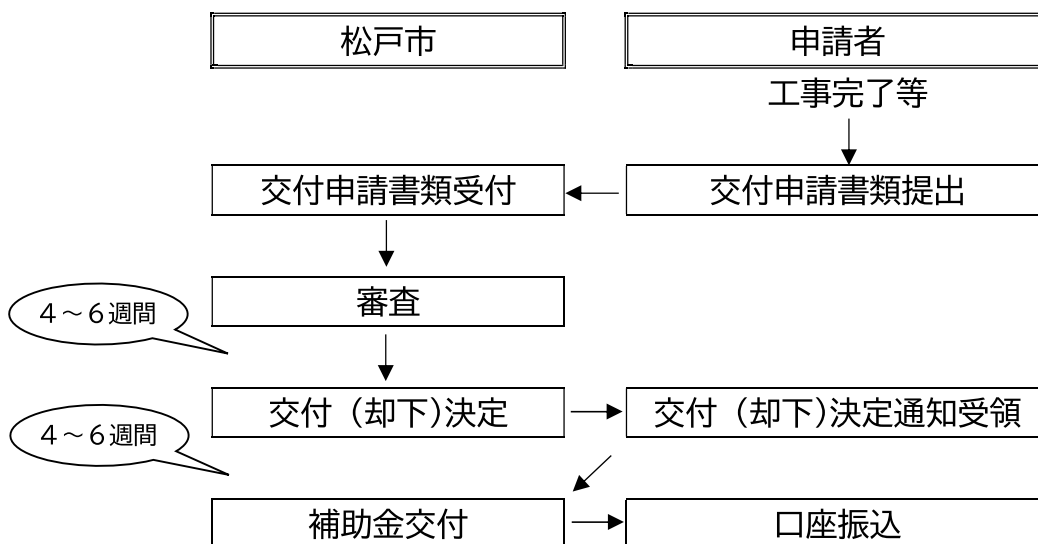 松戸市
申請者
工事完了等
交付申請書類受付
交付申請書類提出
審査
4～6週間
交付（却下）決定
交付（却下）決定通知受領
4～6週間
補助金交付
口座振込